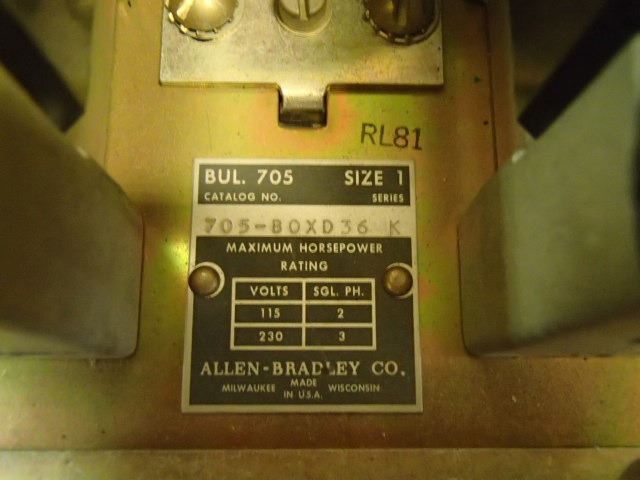 RL81
BUL. 705 SIZE 1
CATALOG NO. SERIES
705-BOXD36 K
MAXIMUM HORSEPOWER
RATING
VOLTS SGL. PH.
115 2
230 3
ALLEN-BRADLEY CO.
MILWAUKEE MADE IN U.S.A. WISCONSIN